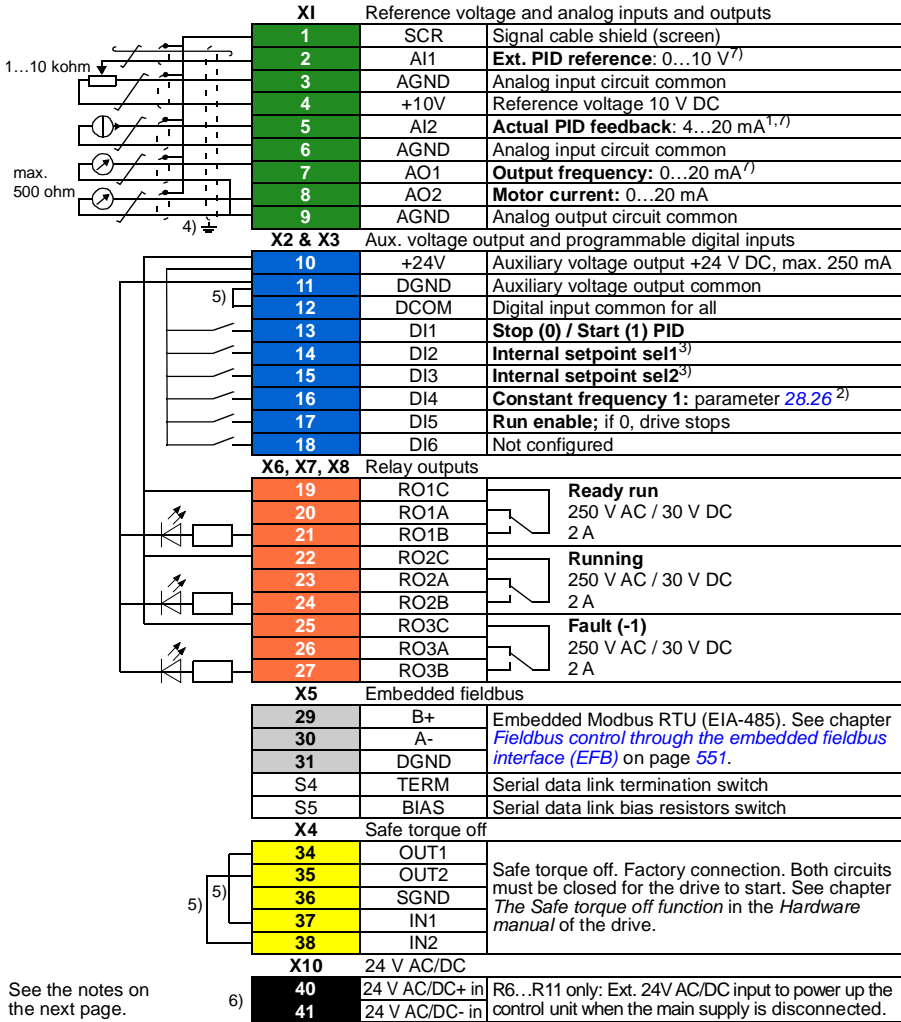 XI Reference voltage and analog inputs and outputs
1 SCR Signal cable shield (screen)
1…10 kohm
2 AI1 Ext. PID reference: 0…10 V7)
3 AGND Analog input circuit common
4 +10V Reference voltage 10 V DC
5 AI2 Actual PID feedback: 4…20 mA1,7)
6 AGND Analog input circuit common
max.
500 ohm
7 AO1 Output frequency: 0…20 mA7)
8 AO2 Motor current: 0…20 mA
9 AGND Analog output circuit common
4)
X2 & X3 Aux. voltage output and programmable digital inputs
10 +24V Auxiliary voltage output +24 V DC, max. 250 mA
11 DGND Auxiliary voltage output common
5)
12 DCOM Digital input common for all
13 DI1 Stop (0) / Start (1) PID
14 DI2 Internal setpoint sel13)
15 DI3 Internal setpoint sel23)
16 DI4 Constant frequency 1: parameter 28.26 2)
17 DI5 Run enable; if 0, drive stops
18 DI6 Not configured
X6, X7, X8 Relay outputs
19 RO1C Ready run
20 RO1A 250 V AC / 30 V DC
21 RO1B 2 A
22 RO2C Running
23 RO2A 250 V AC / 30 V DC
24 RO2B 2 A
25 RO3C Fault (-1)
26 RO3A 250 V AC / 30 V DC
27 RO3B 2 A
X5 Embedded fieldbus
29 B+
30 A-
31 DGND
Embedded Modbus RTU (EIA-485). See chapter
Fieldbus control through the embedded fieldbus
interface (EFB) on page 551.
S4 TERM Serial data link termination switch
S5 BIAS Serial data link bias resistors switch
X4 Safe torque off
34 OUT1
35 OUT2
36 SGND
37 IN1
38 IN2
5)
5)
Safe torque off. Factory connection. Both circuits
must be closed for the drive to start. See chapter
The Safe torque off function in the Hardware
manual of the drive.
X10 24 V AC/DC
6)
40 24 V AC/DC+ in
41 24 V AC/DC- in
R6…R11 only: Ext. 24V AC/DC input to power up the
control unit when the main supply is disconnected.
See the notes on
the next page.